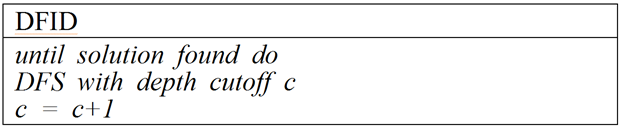 DFID
until solution found do
DFS with depth cutoff c
c = c+1